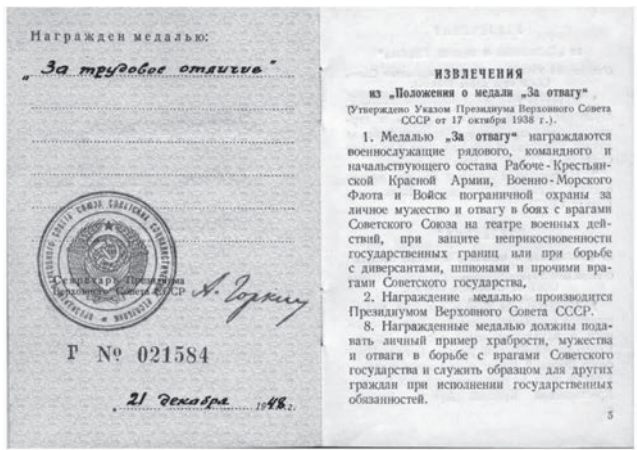 Награжден медалью:
„За трудовое отличие"
Секретарь Президиума
Верховного Совета СССР
А. Горкин
Г № 021584
21 декабря 1948 г.
ИЗВЛЕЧЕНИЯ
из „Положения о медали „За отвагу“
(Утверждено Указом Президиума Верховного Совета
СССР от 17 октября 1938 г.).
1. Медалью „За отвагу“ награждаются
военнослужащие рядового, командного и
начальствующего состава Рабоче-Крестьян-
ской Красной Армии, Военно-Морского
Флота и Войск пограничной охраны за
личное мужество и отвагу в боях с врагами
Советского Союза на театре военных дей-
ствий, при защите неприкосновенности
государственных границ или при борьбе
с диверсантами, шпионами и прочими вра-
гами Советского государства,
2. Награждение медалью производится
Президиумом Верховного Совета СССР.
8. Награжденные медалью должны пода-
вать личный пример храбрости, мужества
и отваги в борьбе с врагами Советского
государства и служить образцом для других
граждан при исполнении государственных
обязанностей.
5